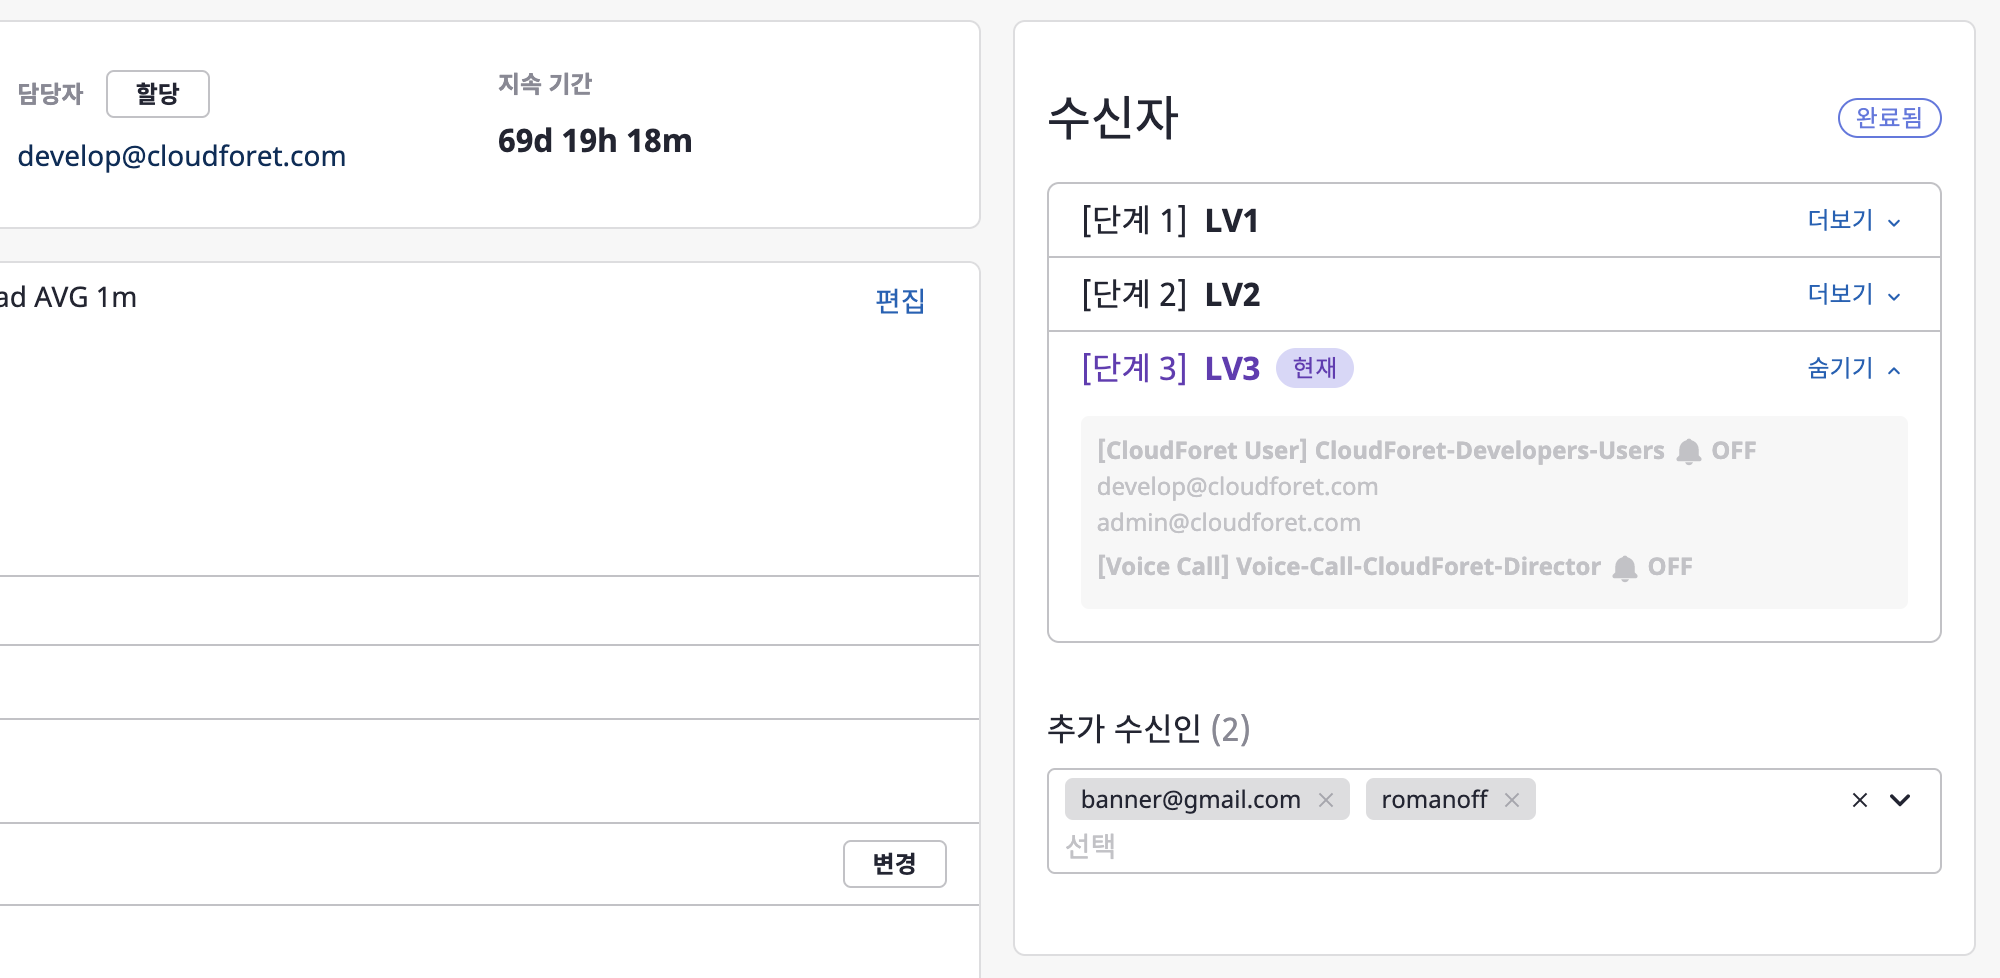 담당자 할당
develop@cloudforet.com
지속 기간
69d 19h 18m
ad AVG 1m 편집
변경
수신자 완료됨
[단계 1] LV1 더보기
[단계 2] LV2 더보기
[단계 3] LV3 현재 숨기기
[CloudForet User] CloudForet-Developers-Users OFF
develop@cloudforet.com
admin@cloudforet.com
[Voice Call] Voice-Call-CloudForet-Director OFF
추가 수신인 (2)
banner@gmail.com romanoff
선택